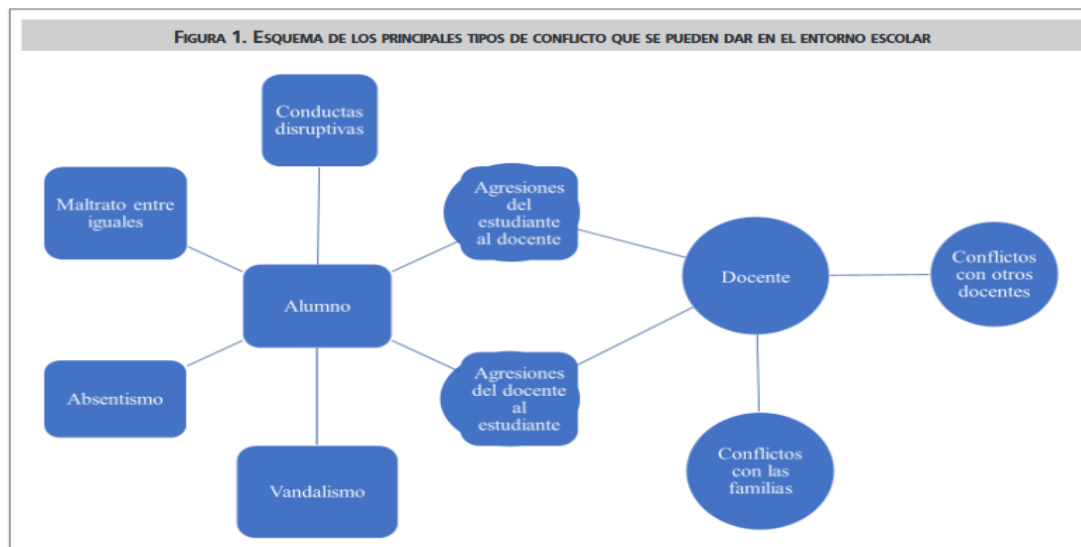 FIGURA 1. ESQUEMA DE LOS PRINCIPALES TIPOS DE CONFLICTO QUE SE PUEDEN DAR EN EL ENTORNO ESCOLAR
Conductas
disruptivas
Maltrato entre
iguales
Agresiones
del
estudiante
al docente
Docente
Conflictos
con otros
docentes
Alumno
Absentismo
Agresiones
del docente
al
estudiante
Vandalismo
Conflictos
con las
familias